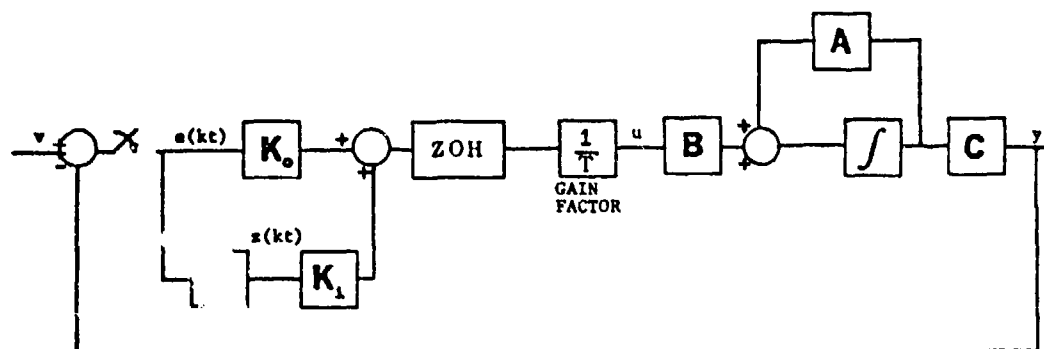 A
v
e(kt)
K₀
+
+
ZOH
1
T
u
B
+
+
∫
C
y
GAIN
FACTOR
z(kt)
K₁